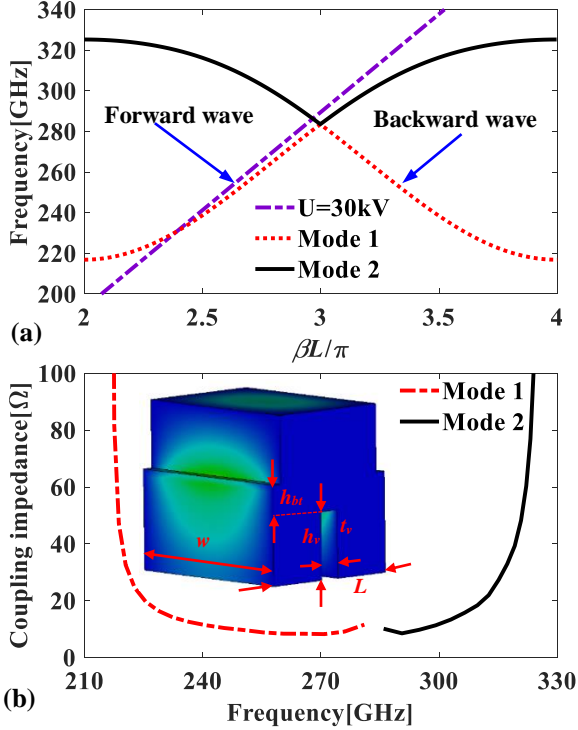 340
320
300
280
260
240
220
200
Frequency[GHz]
Forward wave
Backward wave
U=30kV
Mode 1
Mode 2
2
2.5
3
3.5
4
(a)
βL/π
100
80
60
40
20
0
Coupling impedance[Ω]
Mode 1
Mode 2
h_bt
w
h_v
t_v
L
210
240
270
300
330
(b)
Frequency[GHz]